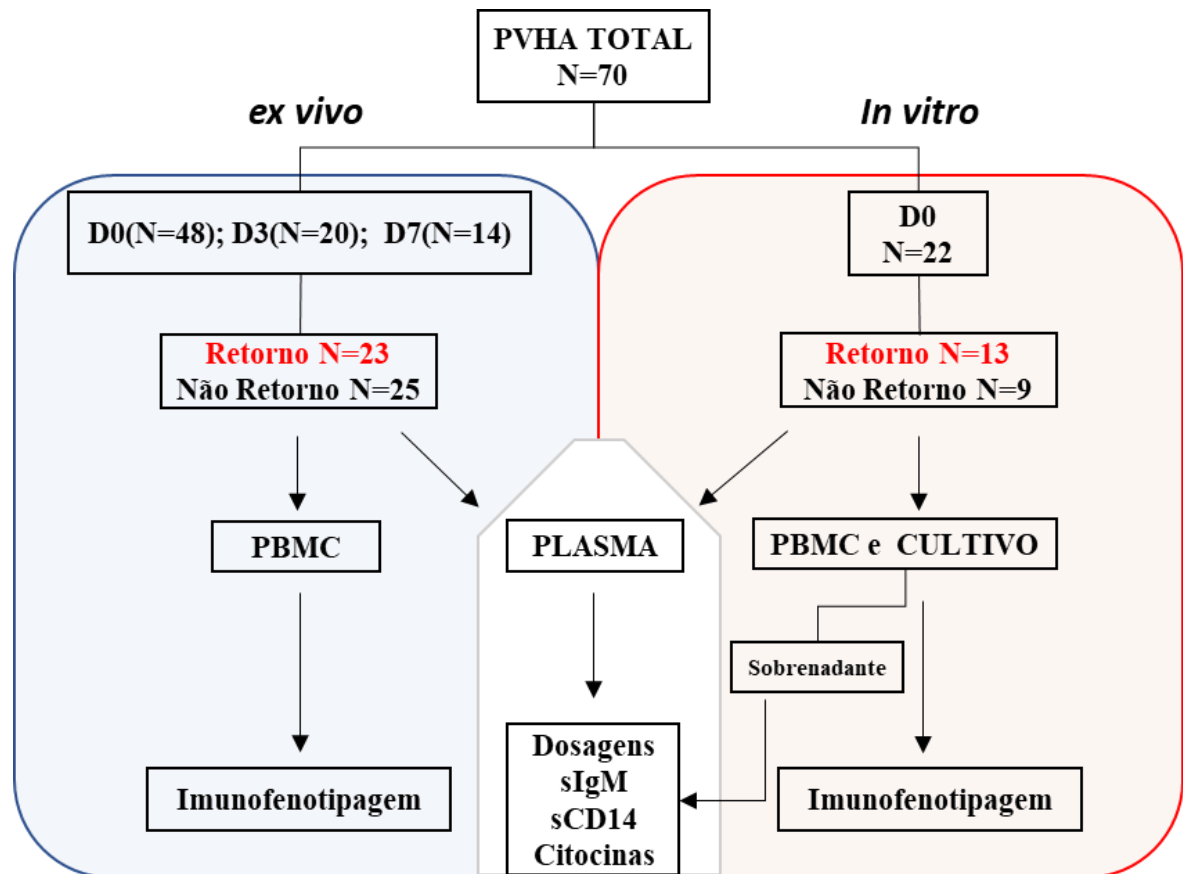 PVHA TOTAL
N=70
ex vivo
In vitro
D0(N=48); D3(N=20); D7(N=14)
D0
N=22
Retorno N=23
Não Retorno N=25
Retorno N=13
Não Retorno N=9
PBMC
PLASMA
PBMC e CULTIVO
Sobrenadante
Dosagens
sIgM
sCD14
Citocinas
Imunofenotipagem
Imunofenotipagem